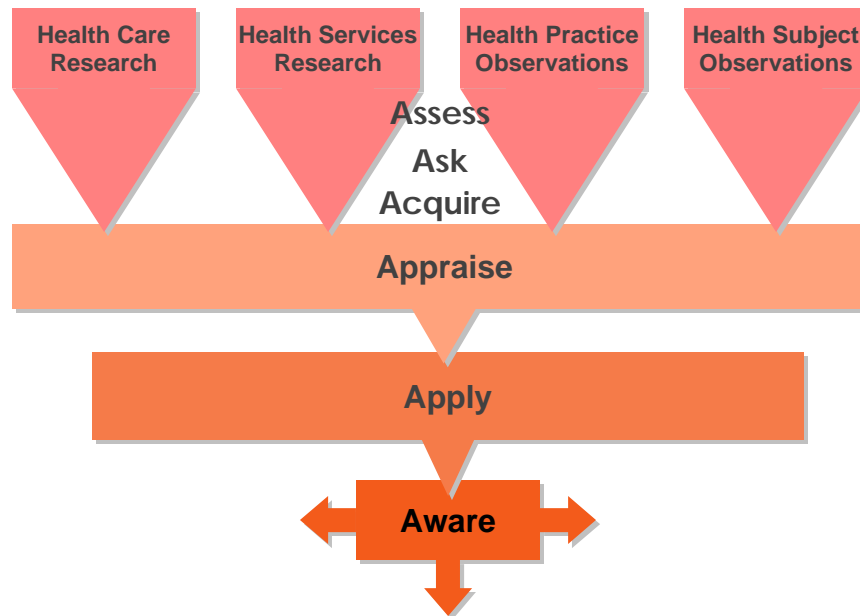 Health Care
Research
Health Services
Research
Health Practice
Observations
Health Subject
Observations
Assess
Ask
Acquire
Appraise
Apply
Aware